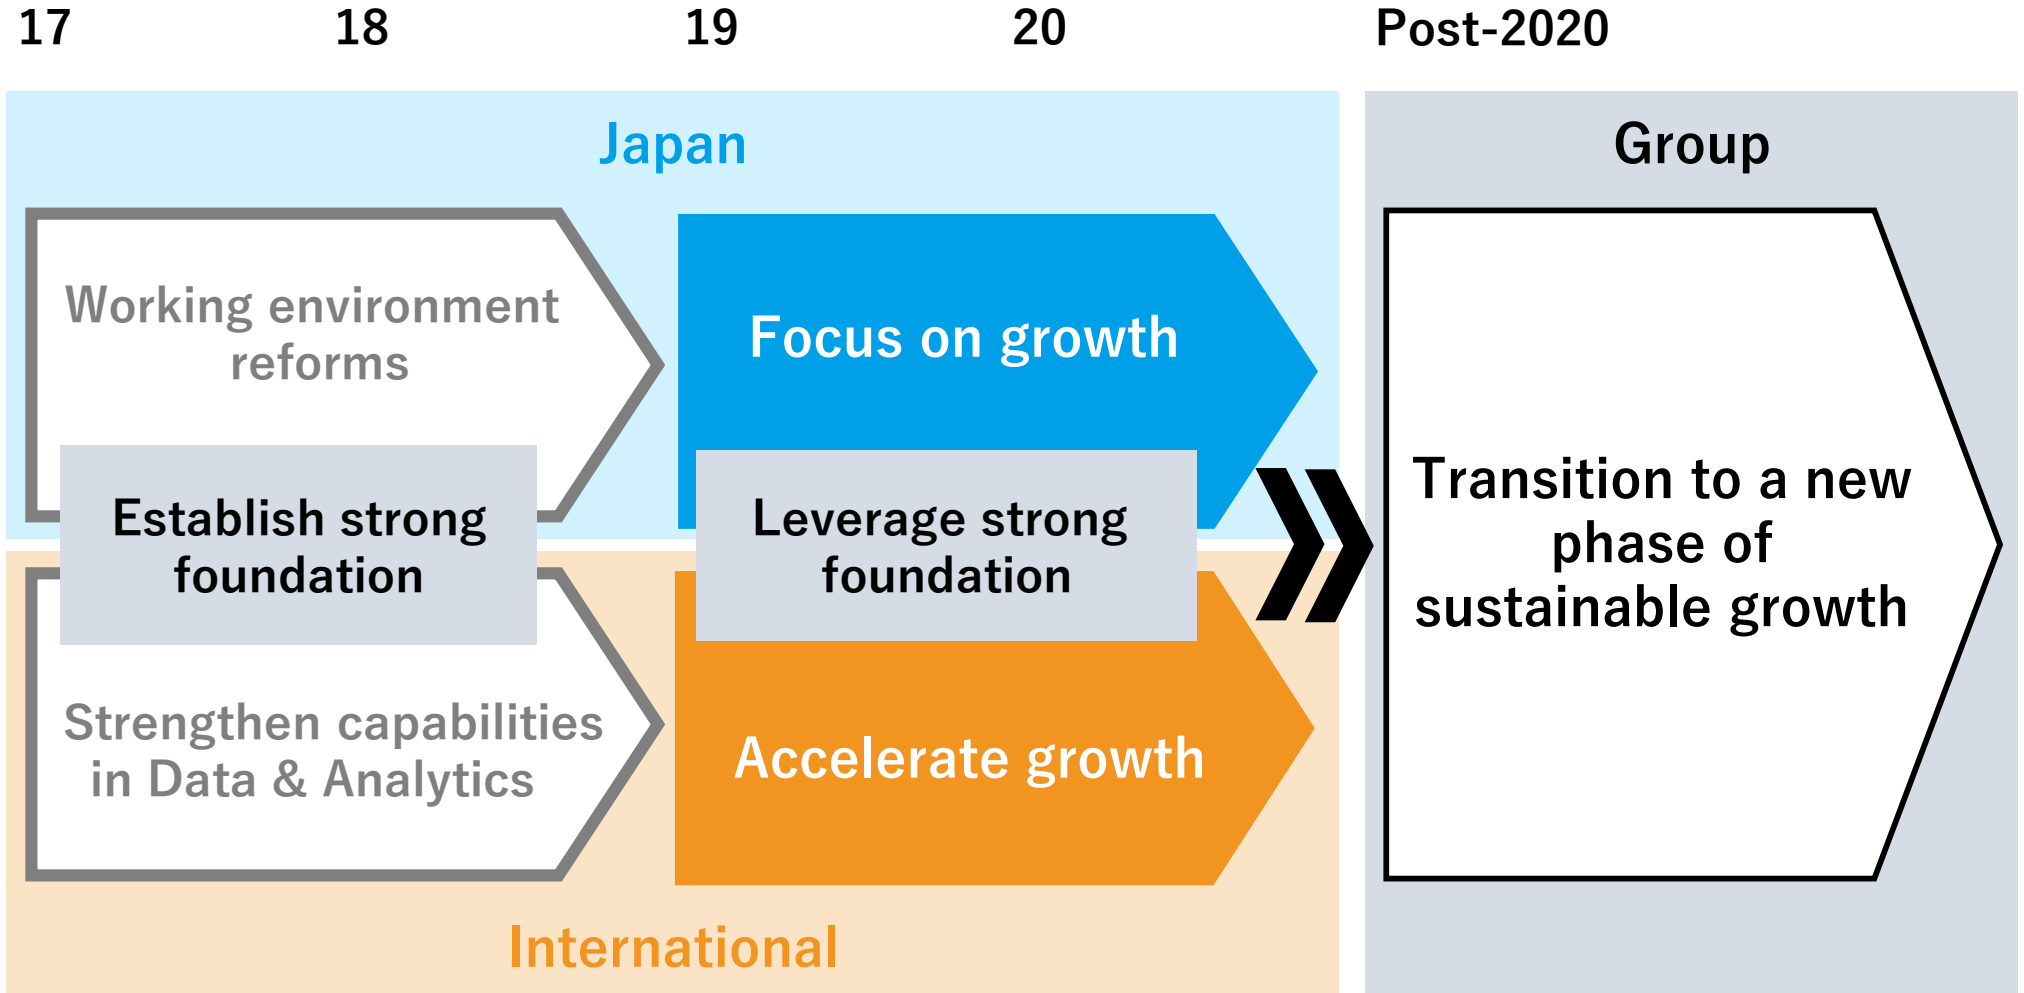 17 18 19 20 Post-2020
Japan
Group
Working environment
reforms
Focus on growth
Establish strong
foundation
Leverage strong
foundation
Transition to a new
phase of
sustainable growth
Strengthen capabilities
in Data & Analytics
Accelerate growth
International